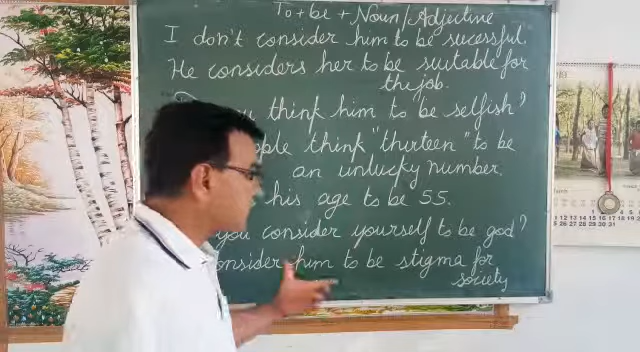 To + be + Noun/Adjective
I don't consider him to be sucessful.
He considers her to be suitable for
the job.
think him to be selfish?
think "thirteen" to be
an unlucky number.
his age to be 55.
you consider yourself to be god?
him to be stigma for
society